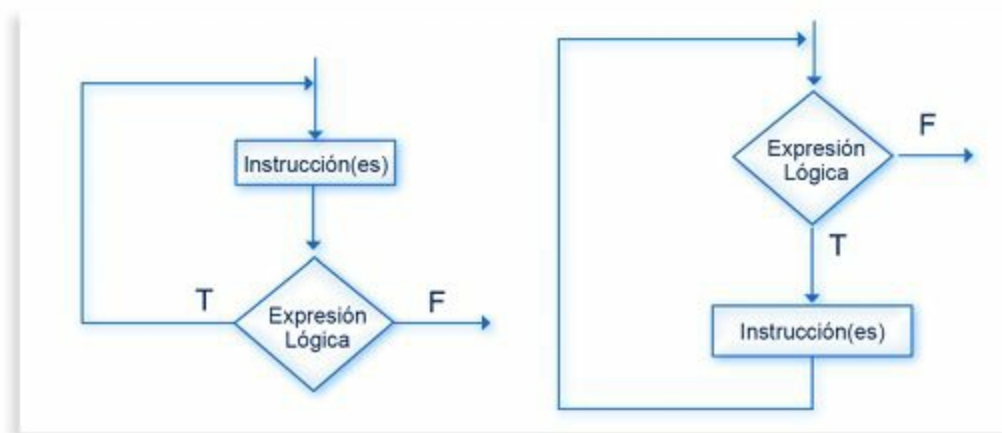 Instrucción(es)
T
Expresión
Lógica
F
Expresión
Lógica
F
T
Instrucción(es)